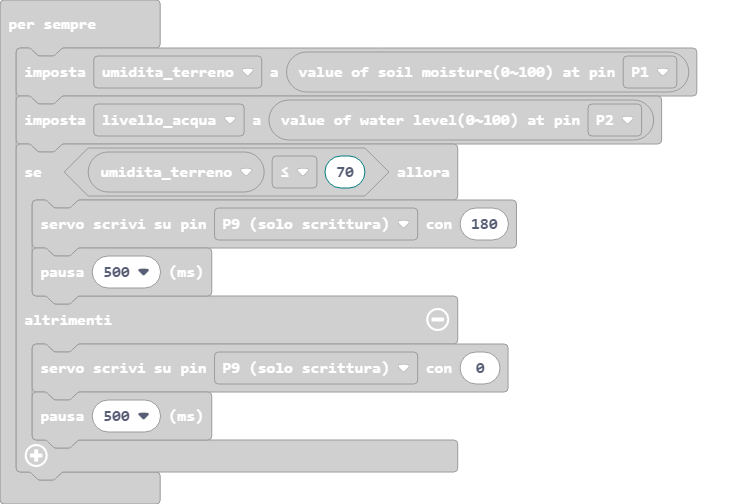 per sempre
imposta umidita_terreno a value of soil moisture(0~100) at pin P1
imposta livello_acqua a value of water level(0~100) at pin P2
se umidita_terreno ≤ 70 allora
servo scrivi su pin P9 (solo scrittura) con 180
pausa 500 (ms)
altrimenti
servo scrivi su pin P9 (solo scrittura) con 0
pausa 500 (ms)